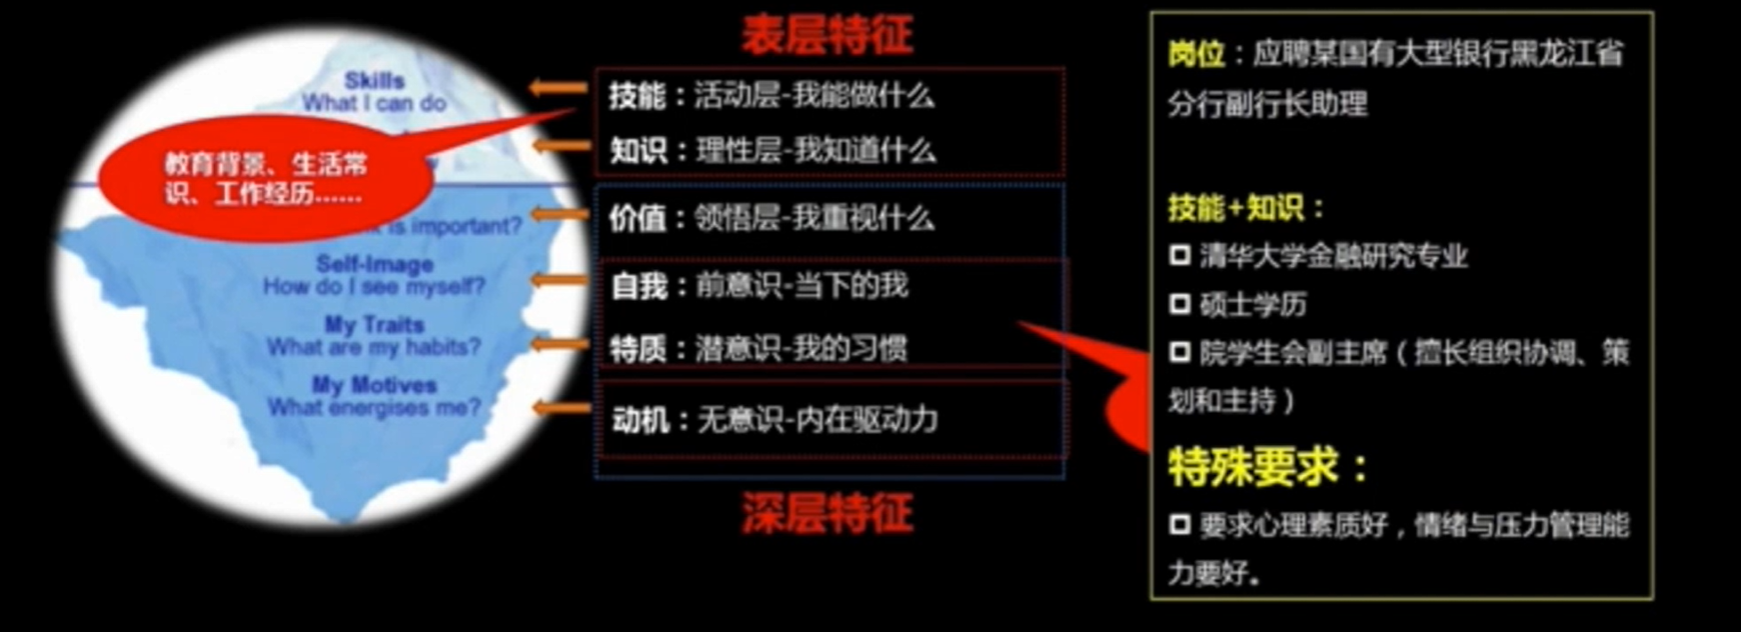 表层特征
Skills
What I can do
教育背景、生活常
识、工作经历......
is important?
Self-Image
How do I see myself?
My Traits
What are my habits?
My Motives
What energises me?
技能：活动层-我能做什么
知识：理性层-我知道什么
价值：领悟层-我重视什么
自我：前意识-当下的我
特质：潜意识-我的习惯
动机：无意识-内在驱动力
深层特征
岗位：应聘某国有大型银行黑龙江省
分行副行长助理
技能+知识：
清华大学金融研究专业
硕士学历
院学生会副主席（擅长组织协调、策
划和主持）
特殊要求：
要求心理素质好，情绪与压力管理能
力要好。